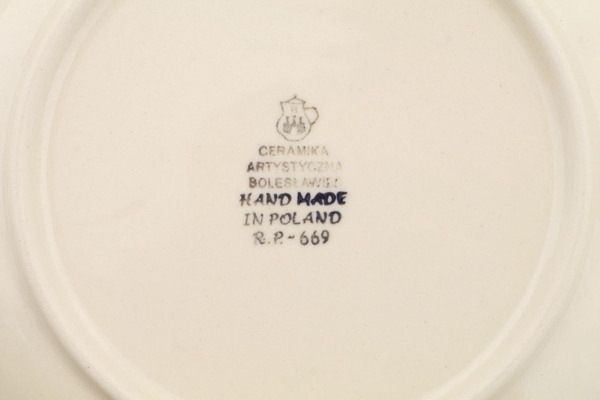 CERAMIKA
ARTYSTYCZNA
BOLESŁAWIEC
HAND MADE
IN POLAND
R.P.-669